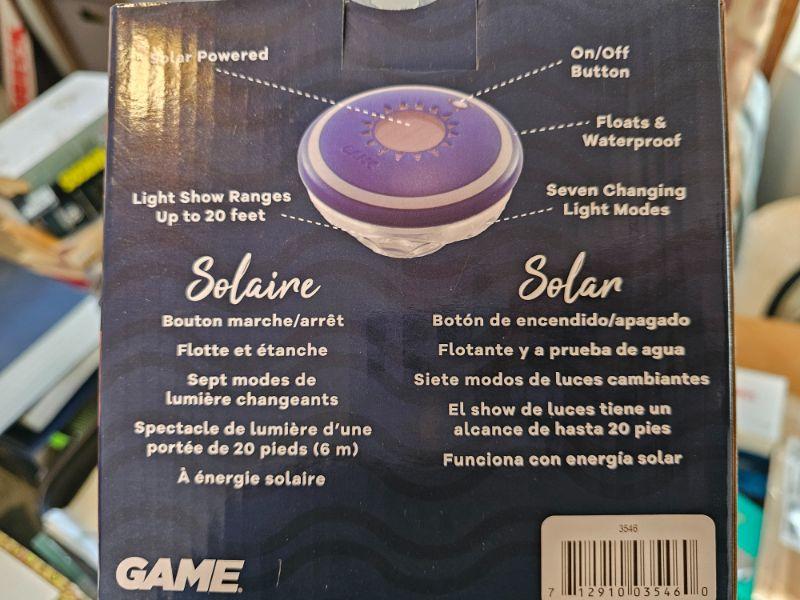 Solar Powered
On/Off
Button
Floats &
Waterproof
GAME
Light Show Ranges
Up to 20 feet
Seven Changing
Light Modes
Solaire
Bouton marche/arrêt
Flotte et étanche
Sept modes de
lumière changeants
Spectacle de lumière d'une
portée de 20 pieds (6 m)
À énergie solaire
Solar
Botón de encendido/apagado
Flotante y a prueba de agua
Siete modos de luces cambiantes
El show de luces tiene un
alcance de hasta 20 pies
Funciona con energía solar
GAME
3546
7 12910 03546 0